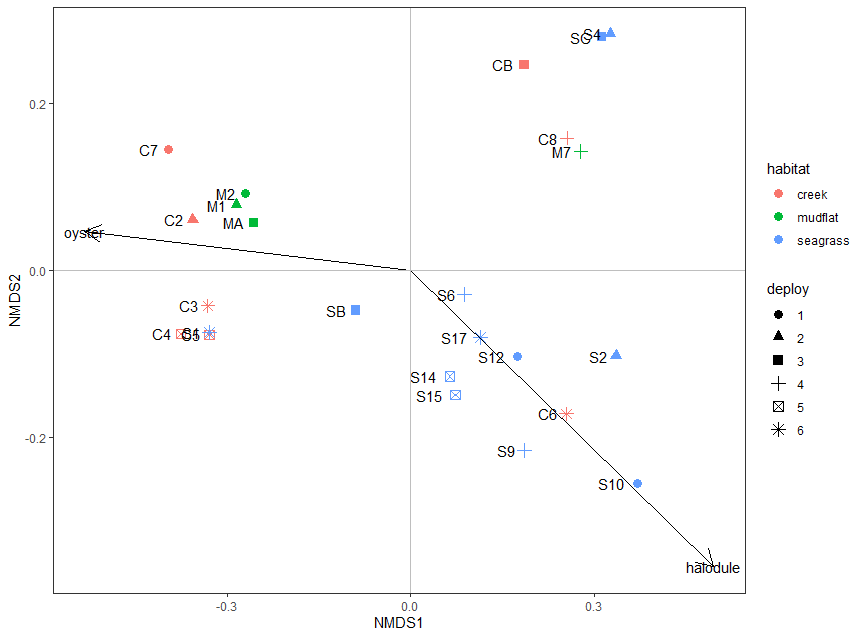 S4
SC
CB
C8
M7
C7
M2
M1
C2
MA
oyster
C3
C4
S1
C5
SB
S6
S17
S12
S2
S14
S15
C6
S9
S10
halodule
0.2
0.0
-0.2
-0.3
0.0
0.3
NMDS1
NMDS2
habitat
creek
mudflat
seagrass
deploy
1
2
3
4
5
6